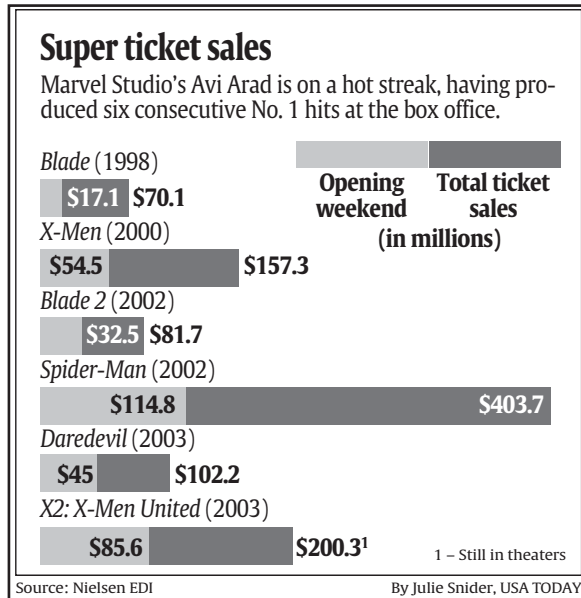 Super ticket sales
Marvel Studio’s Avi Arad is on a hot streak, having pro-
duced six consecutive No. 1 hits at the box office.
Opening weekend
Total ticket sales
(in millions)
Blade (1998)
$17.1 $70.1
X-Men (2000)
$54.5 $157.3
Blade 2 (2002)
$32.5 $81.7
Spider-Man (2002)
$114.8 $403.7
Daredevil (2003)
$45 $102.2
X2: X-Men United (2003)
$85.6 $200.3¹
1 – Still in theaters
Source: Nielsen EDI By Julie Snider, USA TODAY